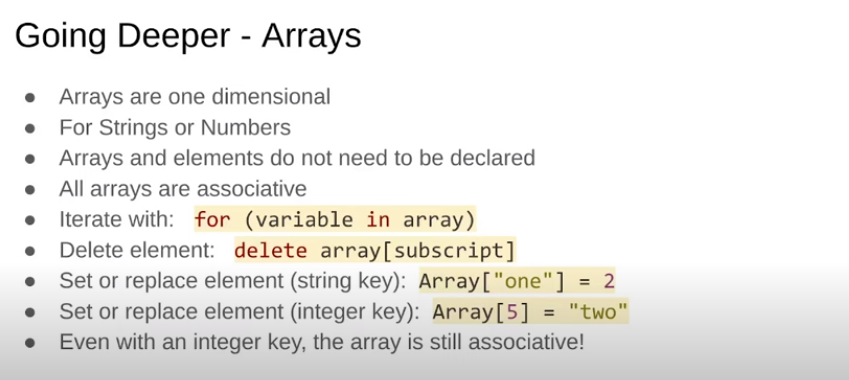 Going Deeper - Arrays
● Arrays are one dimensional
● For Strings or Numbers
● Arrays and elements do not need to be declared
● All arrays are associative
● Iterate with: for (variable in array)
● Delete element: delete array[subscript]
● Set or replace element (string key): Array["one"] = 2
● Set or replace element (integer key): Array[5] = "two"
● Even with an integer key, the array is still associative!